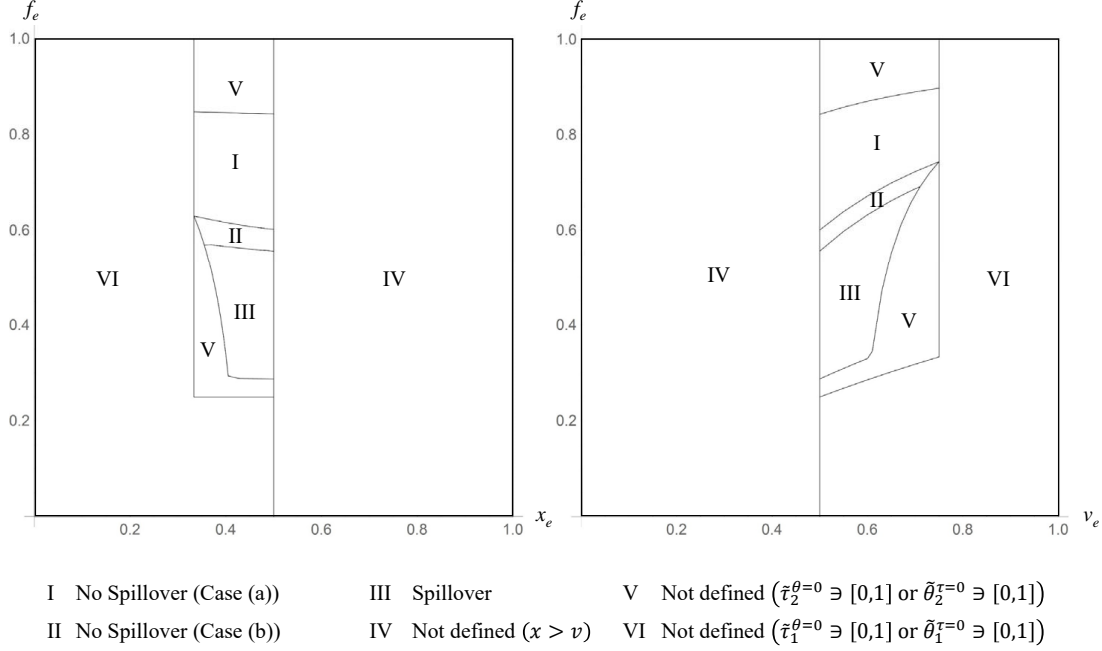 fₑ fₑ
1.0 1.0
V V
0.8 0.8
I I
0.6 II 0.6 II
VI IV IV VI
III III
0.4 V 0.4 V
0.2 0.2
0.2 0.4 0.6 0.8 1.0 xₑ 0.2 0.4 0.6 0.8 1.0 vₑ
I No Spillover (Case (a)) III Spillover V Not defined (τ̃₂^{θ=0} ∋ [0,1] or θ̃₂^{τ=0} ∋ [0,1])
II No Spillover (Case (b)) IV Not defined (x > v) VI Not defined (τ̃₁^{θ=0} ∋ [0,1] or θ̃₁^{τ=0} ∋ [0,1])